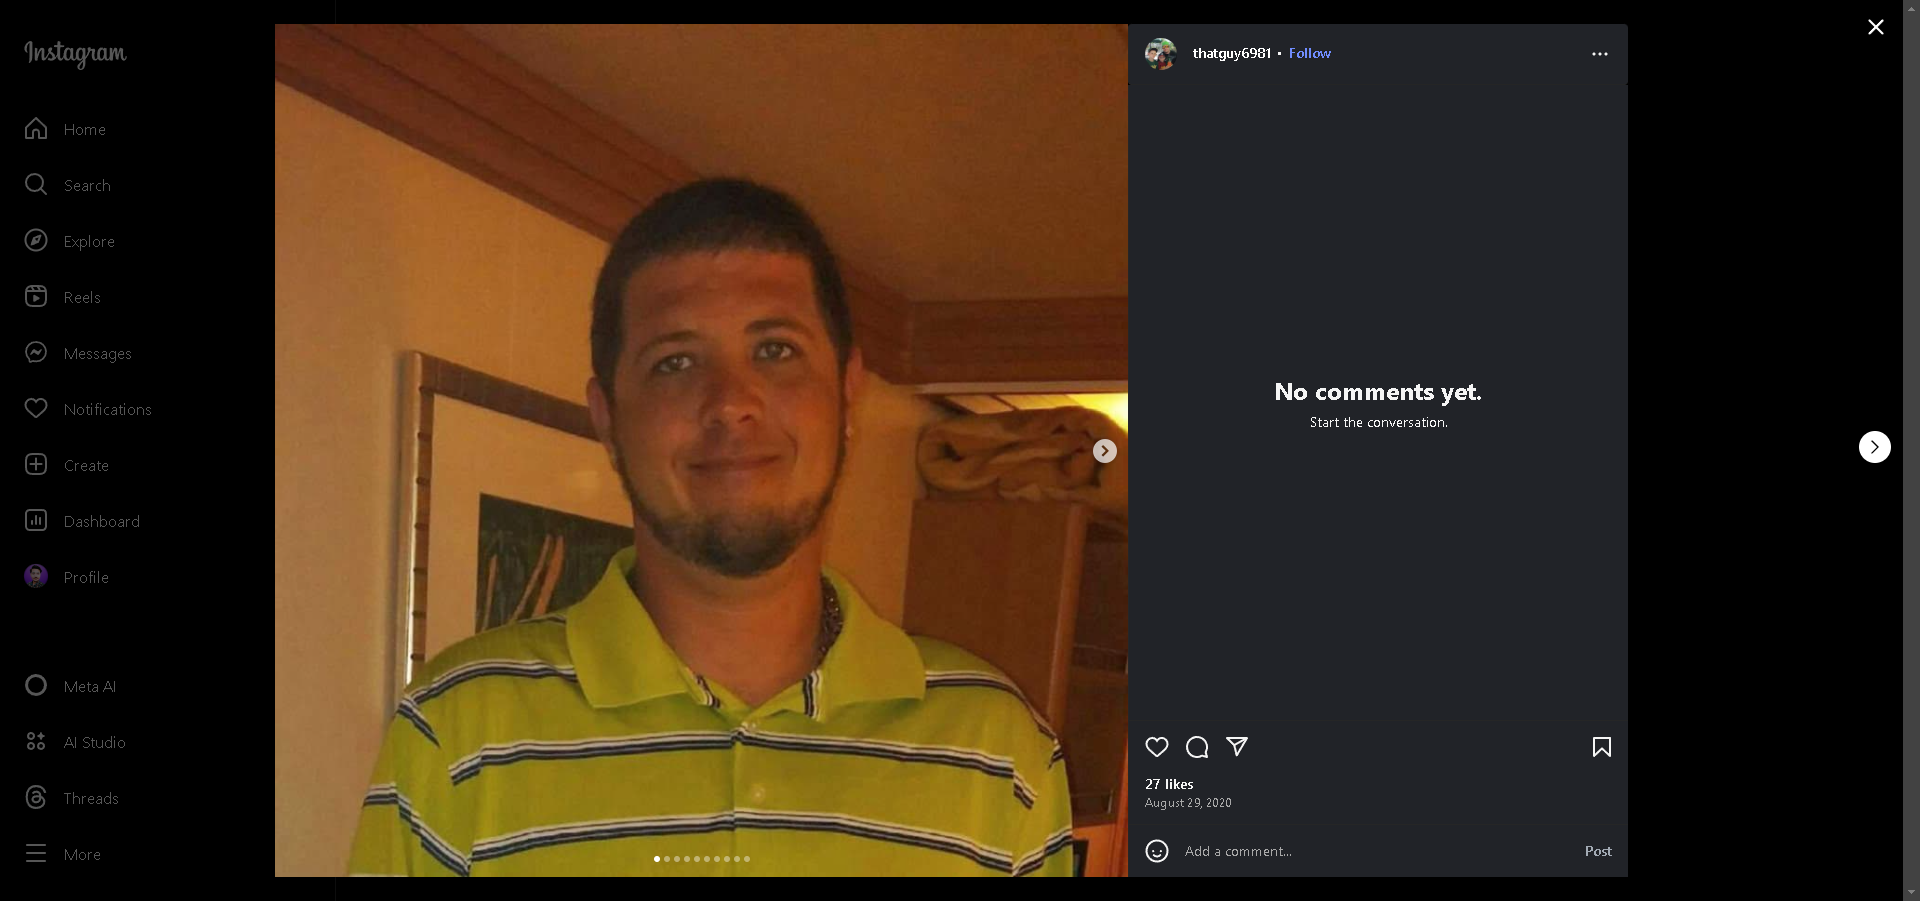 Instagram
Home
Search
Explore
Reels
Messages
Notifications
Create
Dashboard
Profile
Meta AI
AI Studio
Threads
More
thatguy6981 • Follow
No comments yet.
Start the conversation.
27 likes
August 29, 2020
Add a comment...
Post